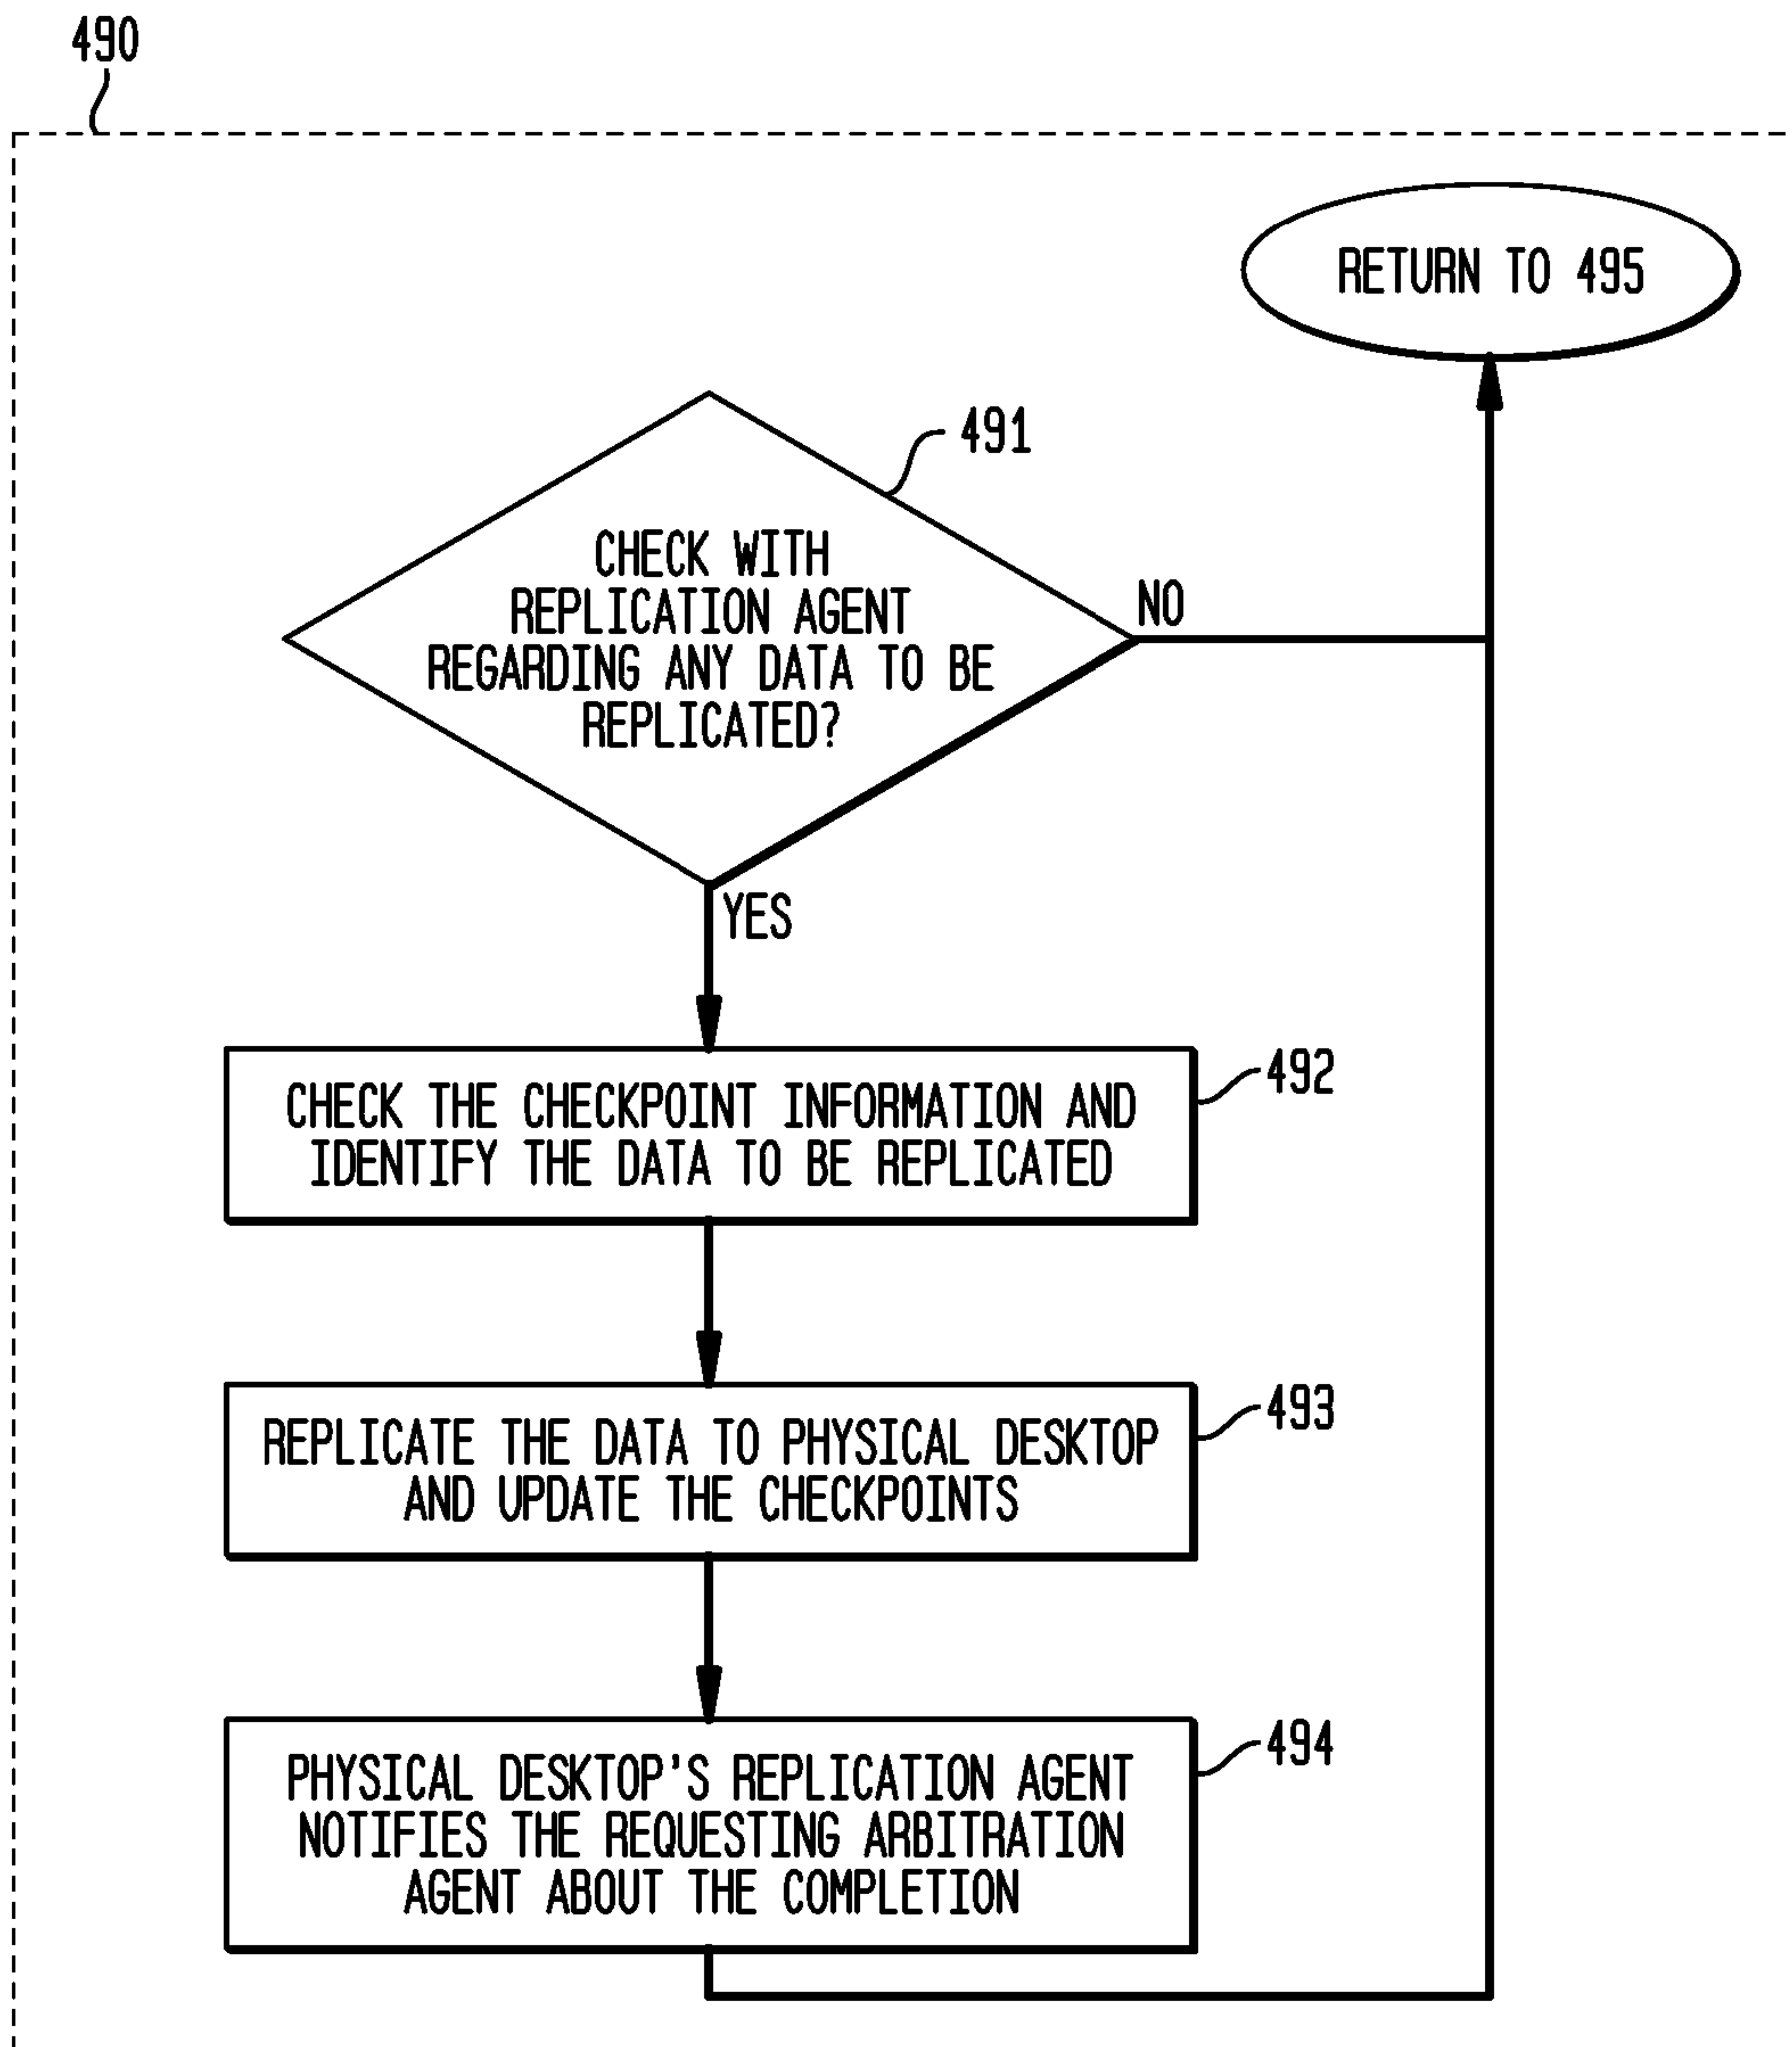 490
RETURN TO 495
491
CHECK WITH
REPLICATION AGENT
REGARDING ANY DATA TO BE
REPLICATED?
NO
YES
492
CHECK THE CHECKPOINT INFORMATION AND
IDENTIFY THE DATA TO BE REPLICATED
493
REPLICATE THE DATA TO PHYSICAL DESKTOP
AND UPDATE THE CHECKPOINTS
494
PHYSICAL DESKTOP'S REPLICATION AGENT
NOTIFIES THE REQUESTING ARBITRATION
AGENT ABOUT THE COMPLETION